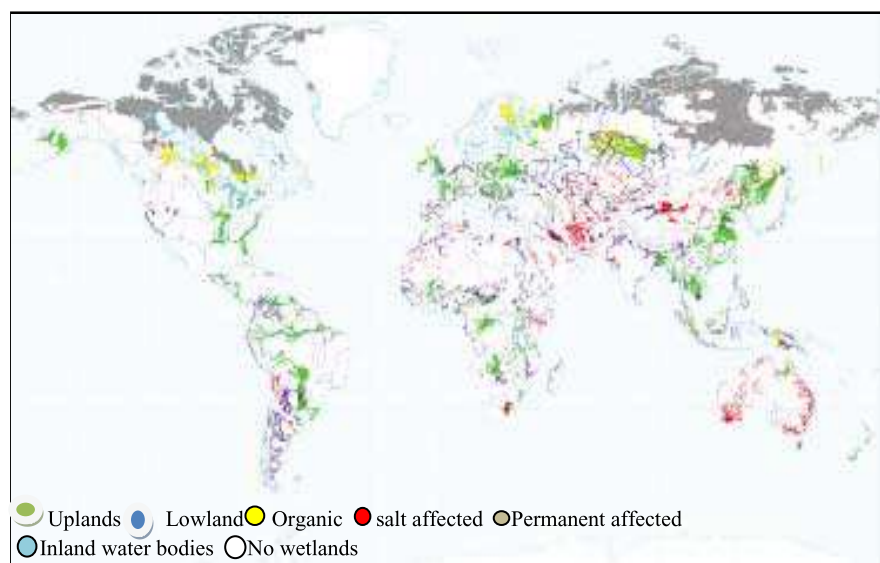 Uplands Lowland Organic salt affected Permanent affected
Inland water bodies No wetlands